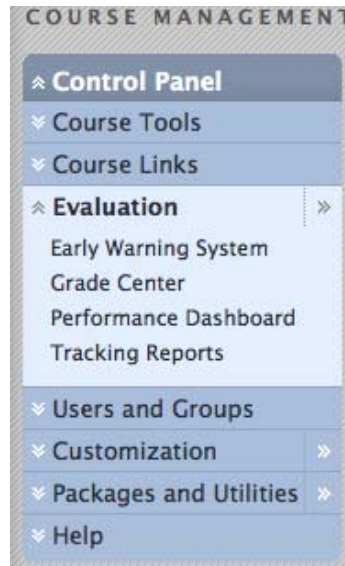 COURSE MANAGEMENT
Control Panel
Course Tools
Course Links
Evaluation
Early Warning System
Grade Center
Performance Dashboard
Tracking Reports
Users and Groups
Customization
Packages and Utilities
Help